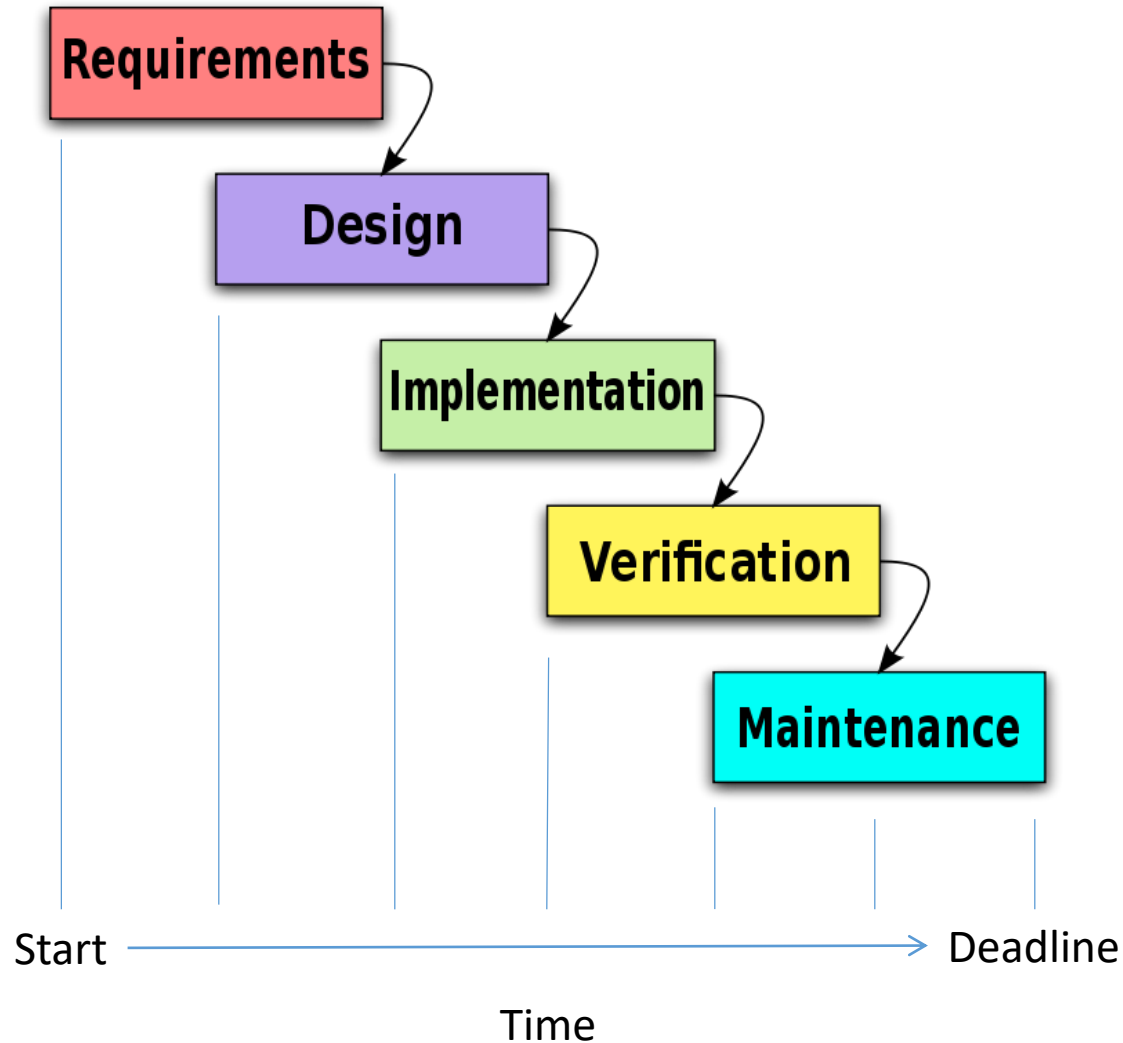 Requirements
Design
Implementation
Verification
Maintenance
Start
Deadline
Time